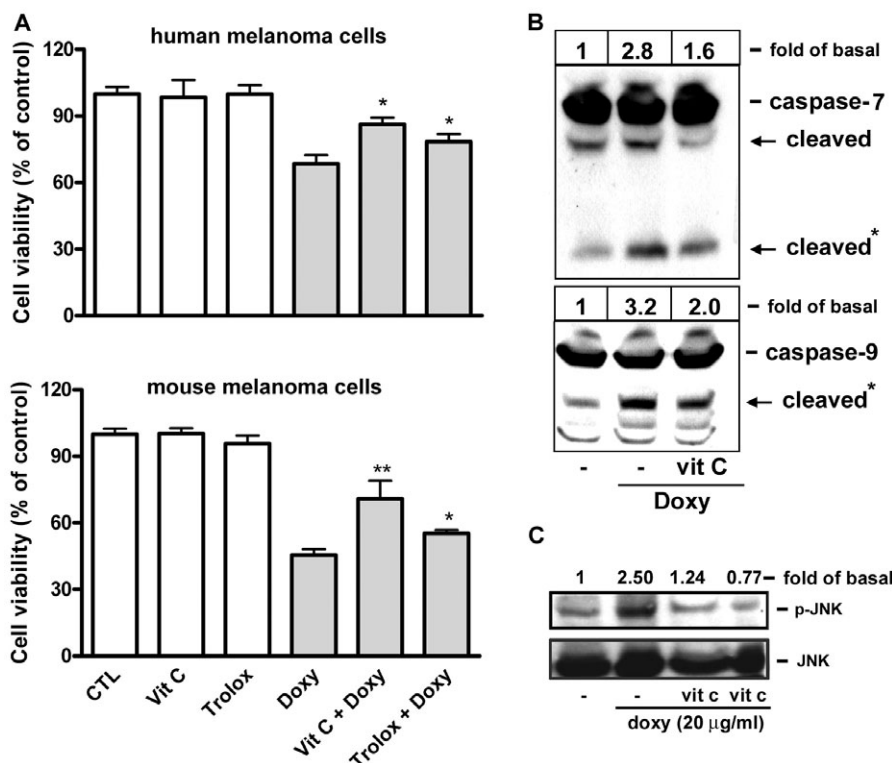 A
human melanoma cells
Cell viability (% of control)
120
90
60
30
0
*
*
mouse melanoma cells
Cell viability (% of control)
120
90
60
30
0
**
*
CTL
Vit C
Trolox
Doxy
Vit C + Doxy
Trolox + Doxy
B
1 2.8 1.6 – fold of basal
– caspase-7
← cleaved
← cleaved*
1 3.2 2.0 – fold of basal
– caspase-9
← cleaved*
- - vit C
Doxy
C
1 2.50 1.24 0.77 – fold of basal
– p-JNK
– JNK
- - vit c vit c
doxy (20 μg/ml)